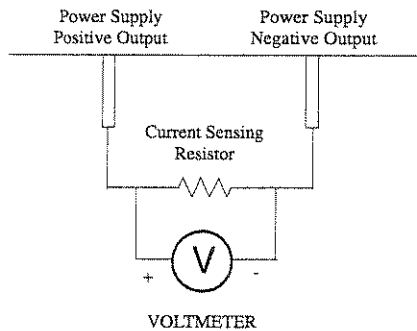 Power Supply
Positive Output
Power Supply
Negative Output
Current Sensing
Resistor
V
+
-
VOLTMETER